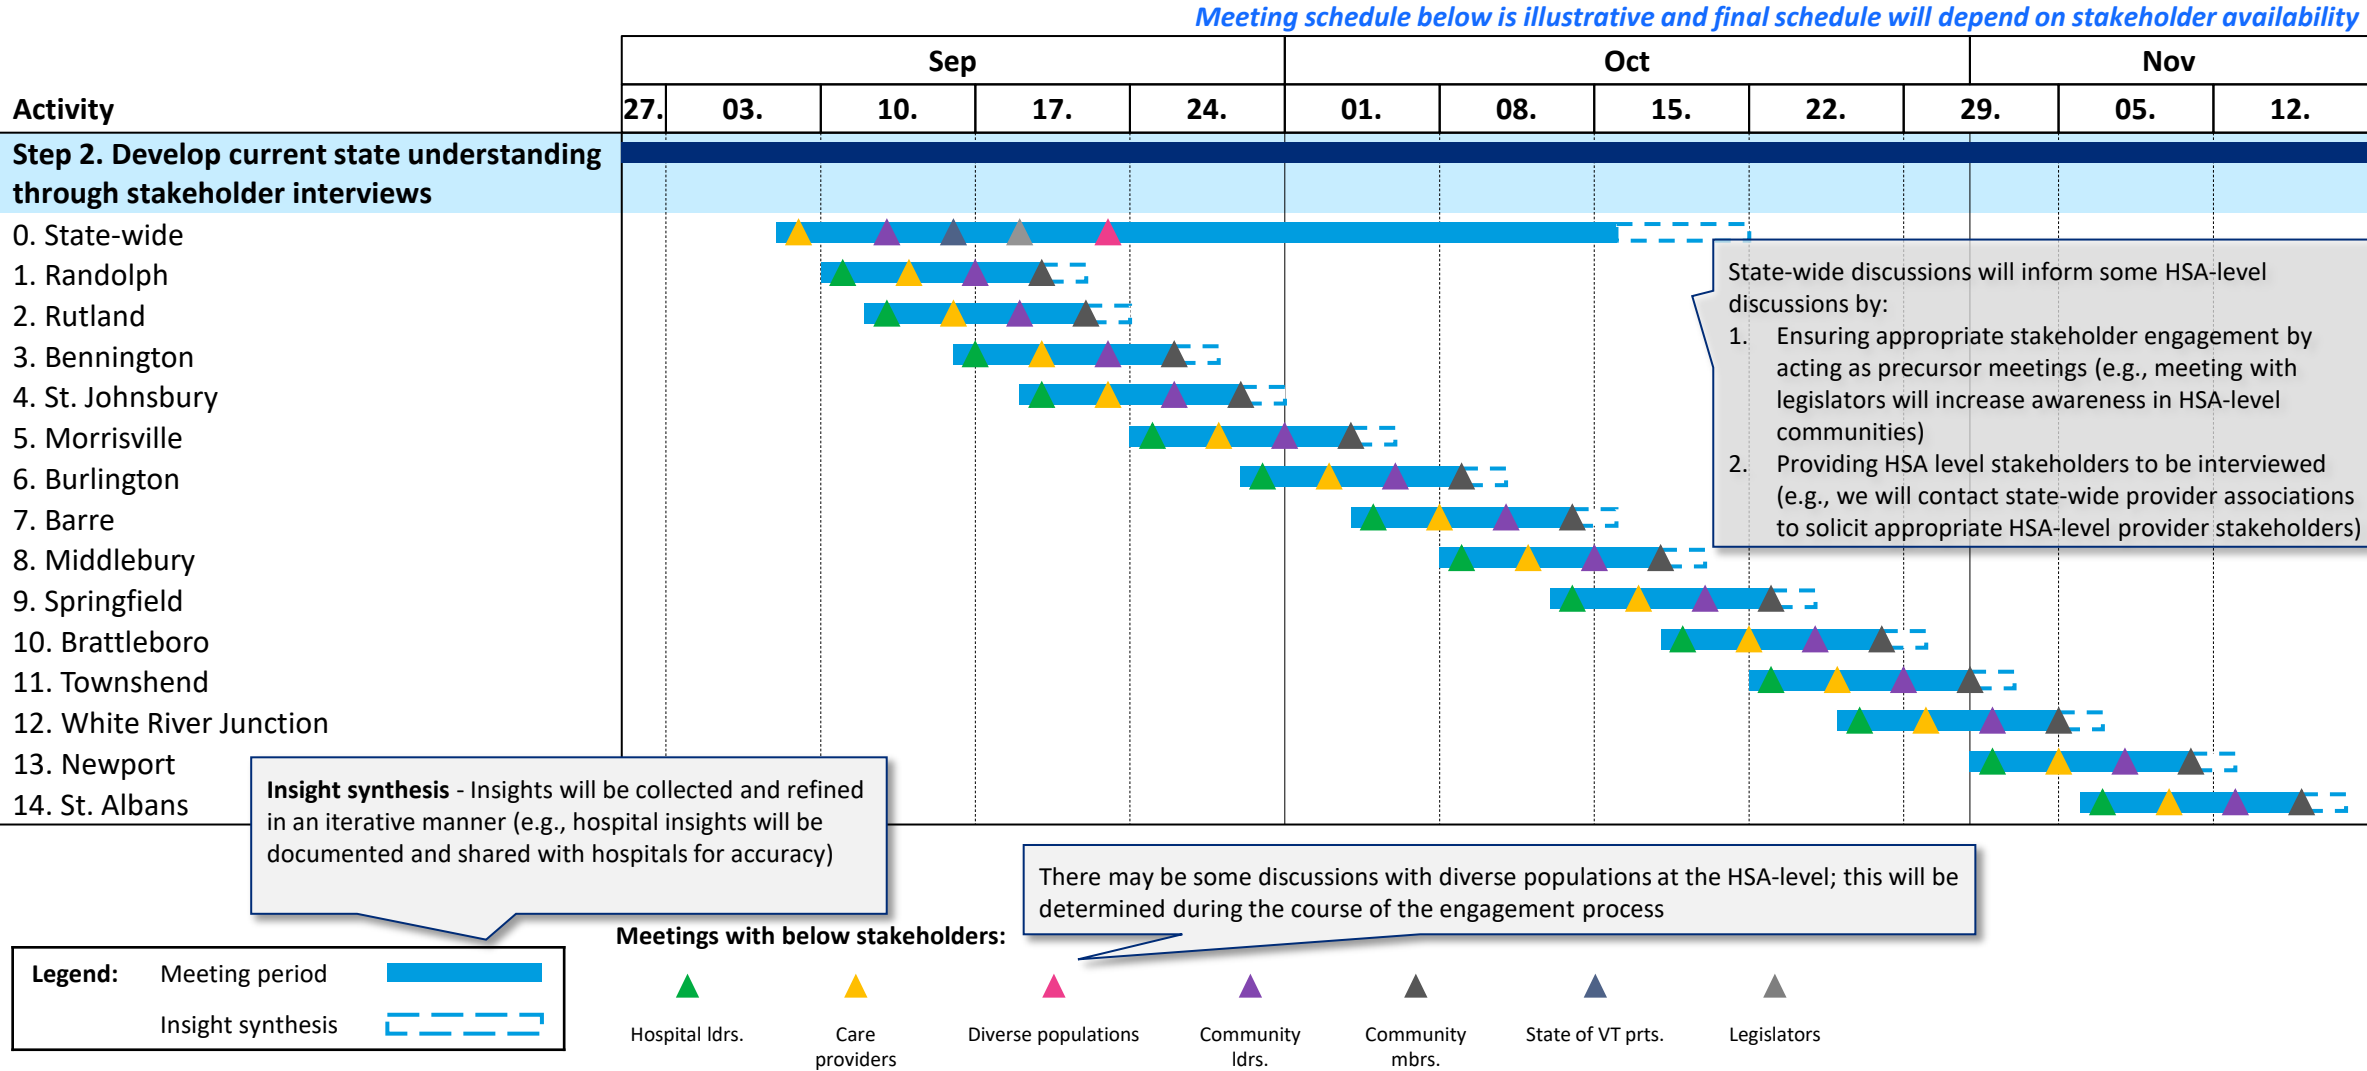 Meeting schedule below is illustrative and final schedule will depend on stakeholder availability
Sep Oct Nov
Activity 27. 03. 10. 17. 24. 01. 08. 15. 22. 29. 05. 12.
Step 2. Develop current state understanding
through stakeholder interviews
0. State-wide
1. Randolph
2. Rutland
3. Bennington
4. St. Johnsbury
5. Morrisville
6. Burlington
7. Barre
8. Middlebury
9. Springfield
10. Brattleboro
11. Townshend
12. White River Junction
13. Newport
14. St. Albans
State-wide discussions will inform some HSA-level
discussions by:
1. Ensuring appropriate stakeholder engagement by
acting as precursor meetings (e.g., meeting with
legislators will increase awareness in HSA-level
communities)
2. Providing HSA level stakeholders to be interviewed
(e.g., we will contact state-wide provider associations
to solicit appropriate HSA-level provider stakeholders)
Insight synthesis - Insights will be collected and refined
in an iterative manner (e.g., hospital insights will be
documented and shared with hospitals for accuracy)
There may be some discussions with diverse populations at the HSA-level; this will be
determined during the course of the engagement process
Legend: Meeting period
Insight synthesis
Meetings with below stakeholders:
Hospital ldrs.
Care
providers
Diverse populations
Community
ldrs.
Community
mbrs.
State of VT prts.
Legislators